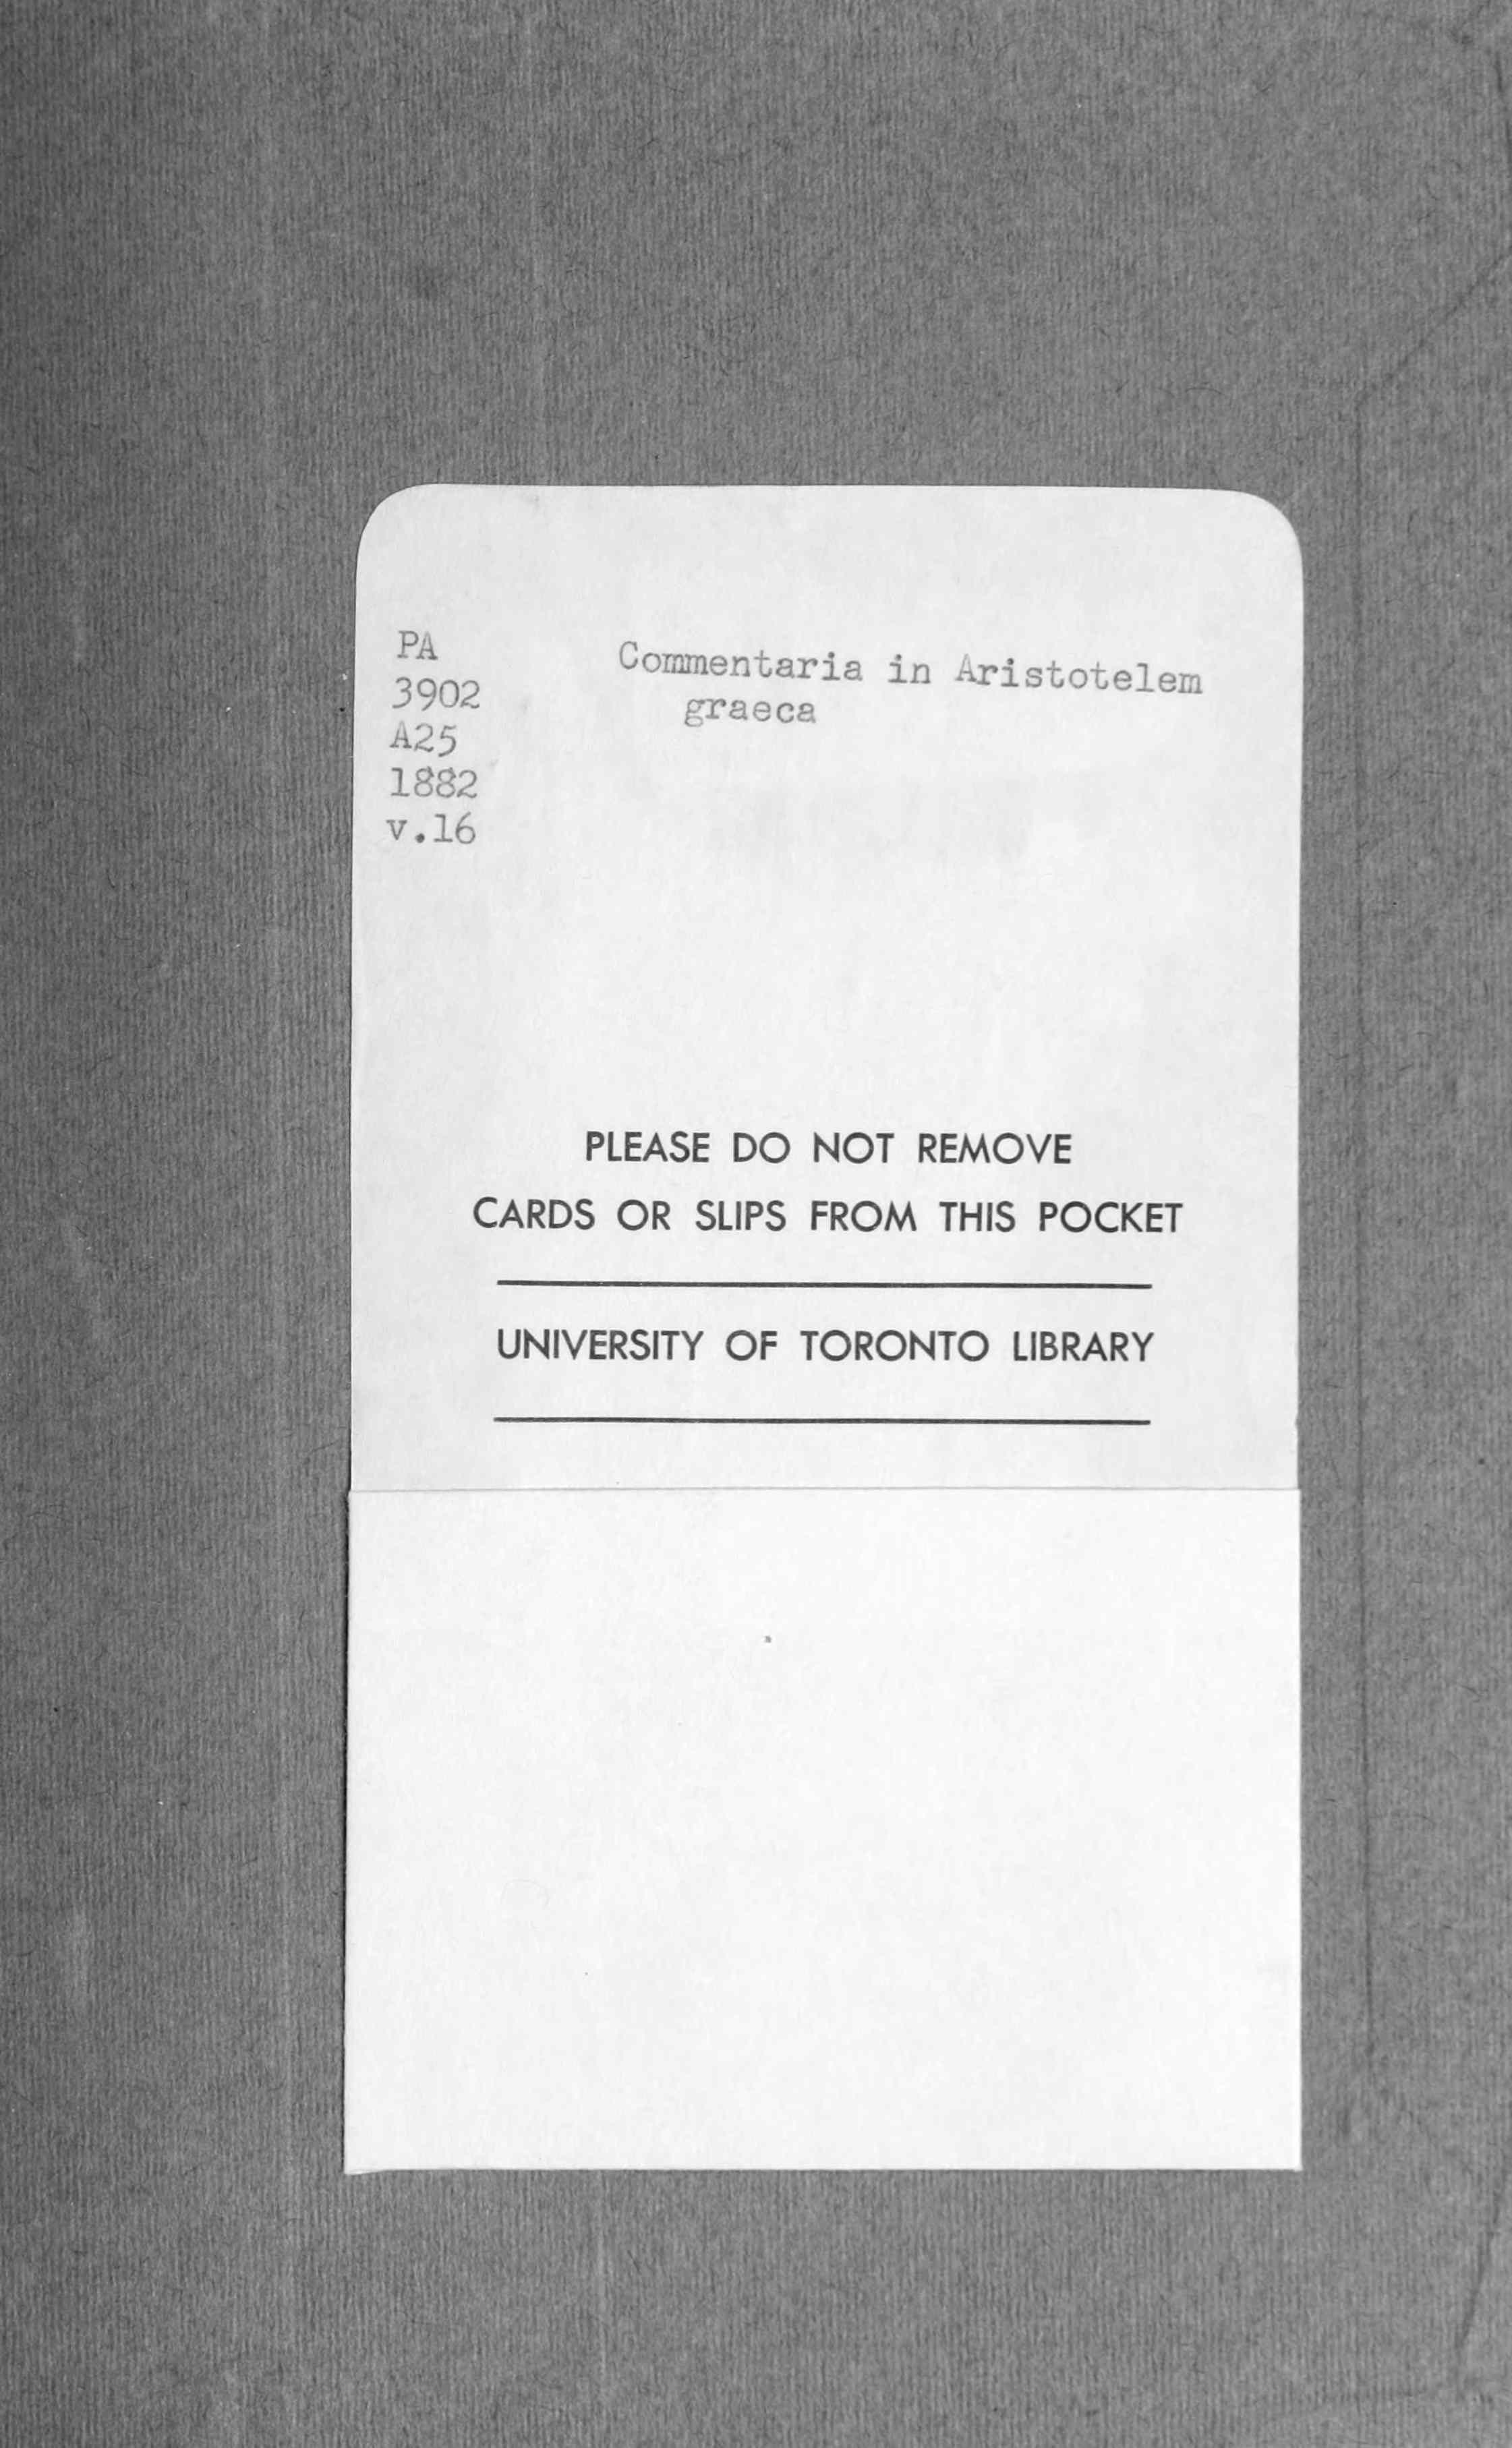 PA
3902
A25
1882
v.16
Commentaria in Aristotelem
graeca
PLEASE DO NOT REMOVE
CARDS OR SLIPS FROM THIS POCKET
UNIVERSITY OF TORONTO LIBRARY